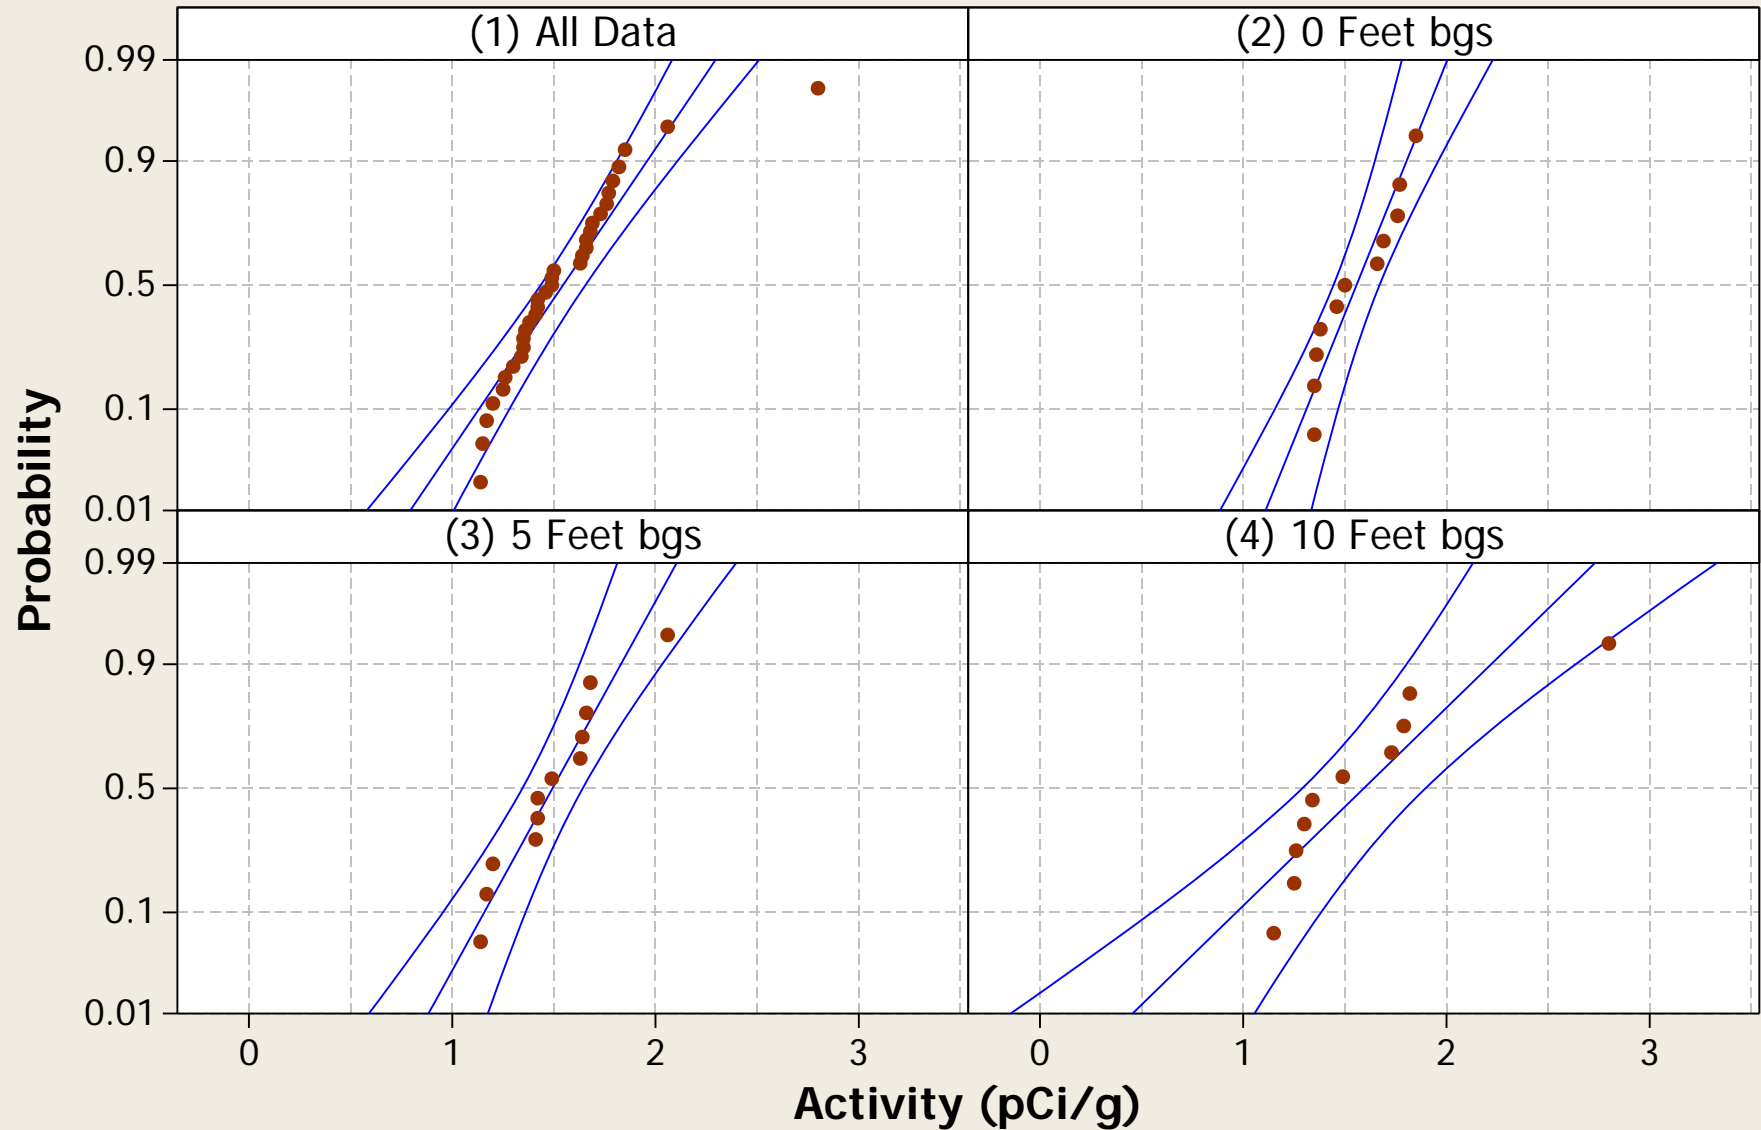 (1) All Data
(2) 0 Feet bgs
0.99
0.9
0.5
0.1
0.01
(3) 5 Feet bgs
(4) 10 Feet bgs
0.99
0.9
0.5
0.1
0.01
Probability
0 1 2 3
0 1 2 3
Activity (pCi/g)